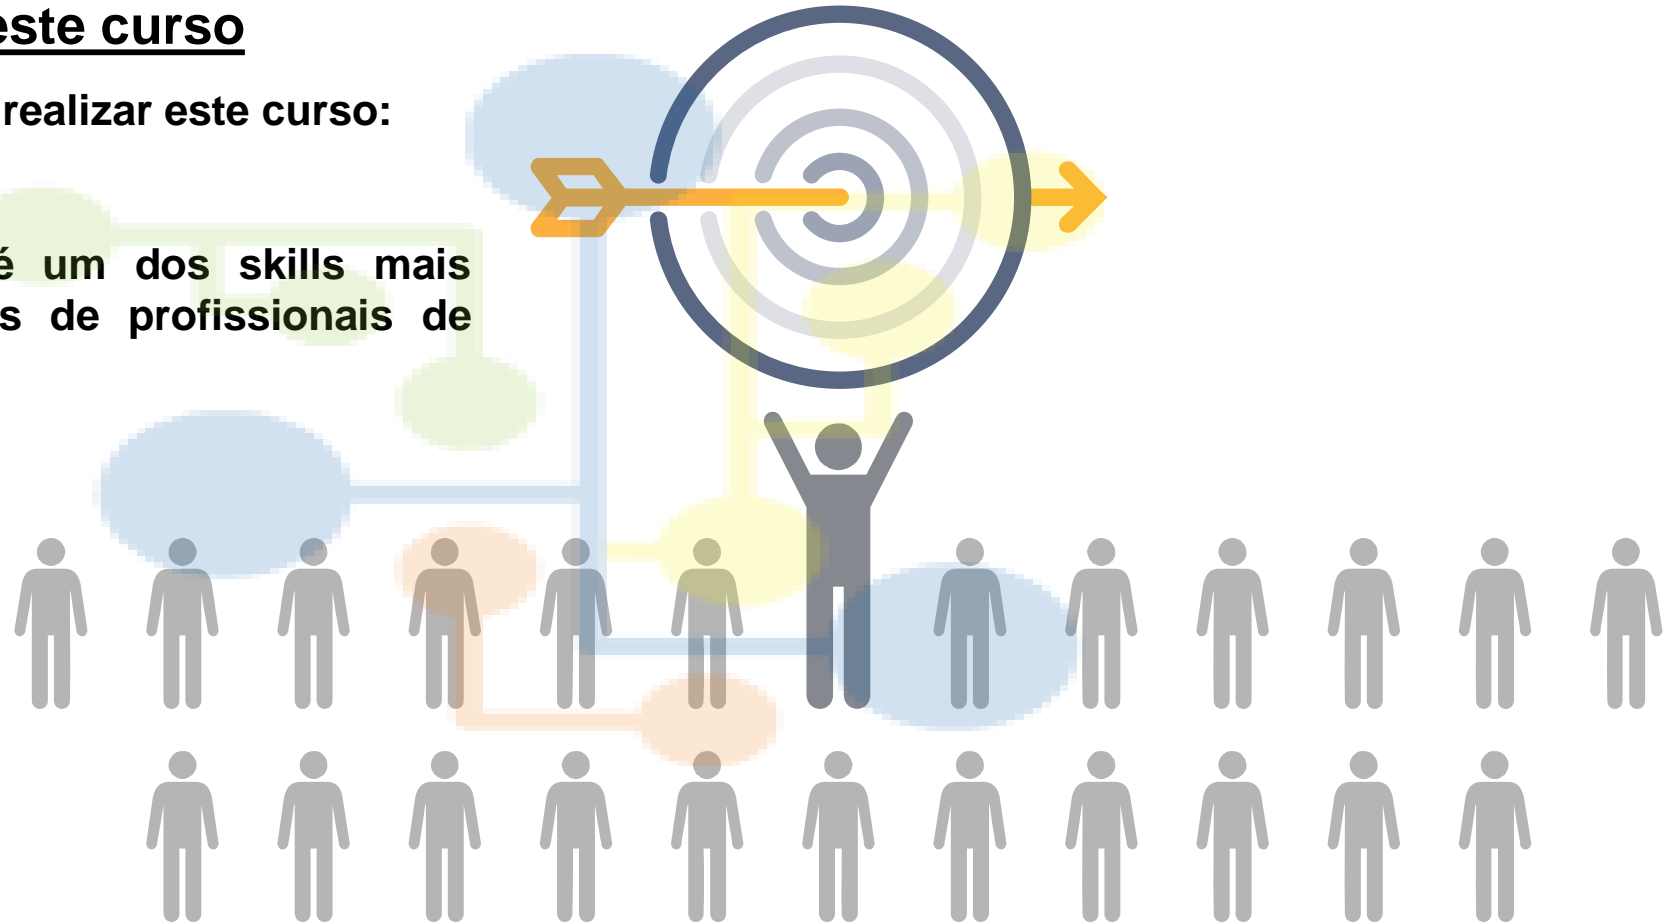 este curso
realizar este curso:
é um dos skills mais
s de profissionais de